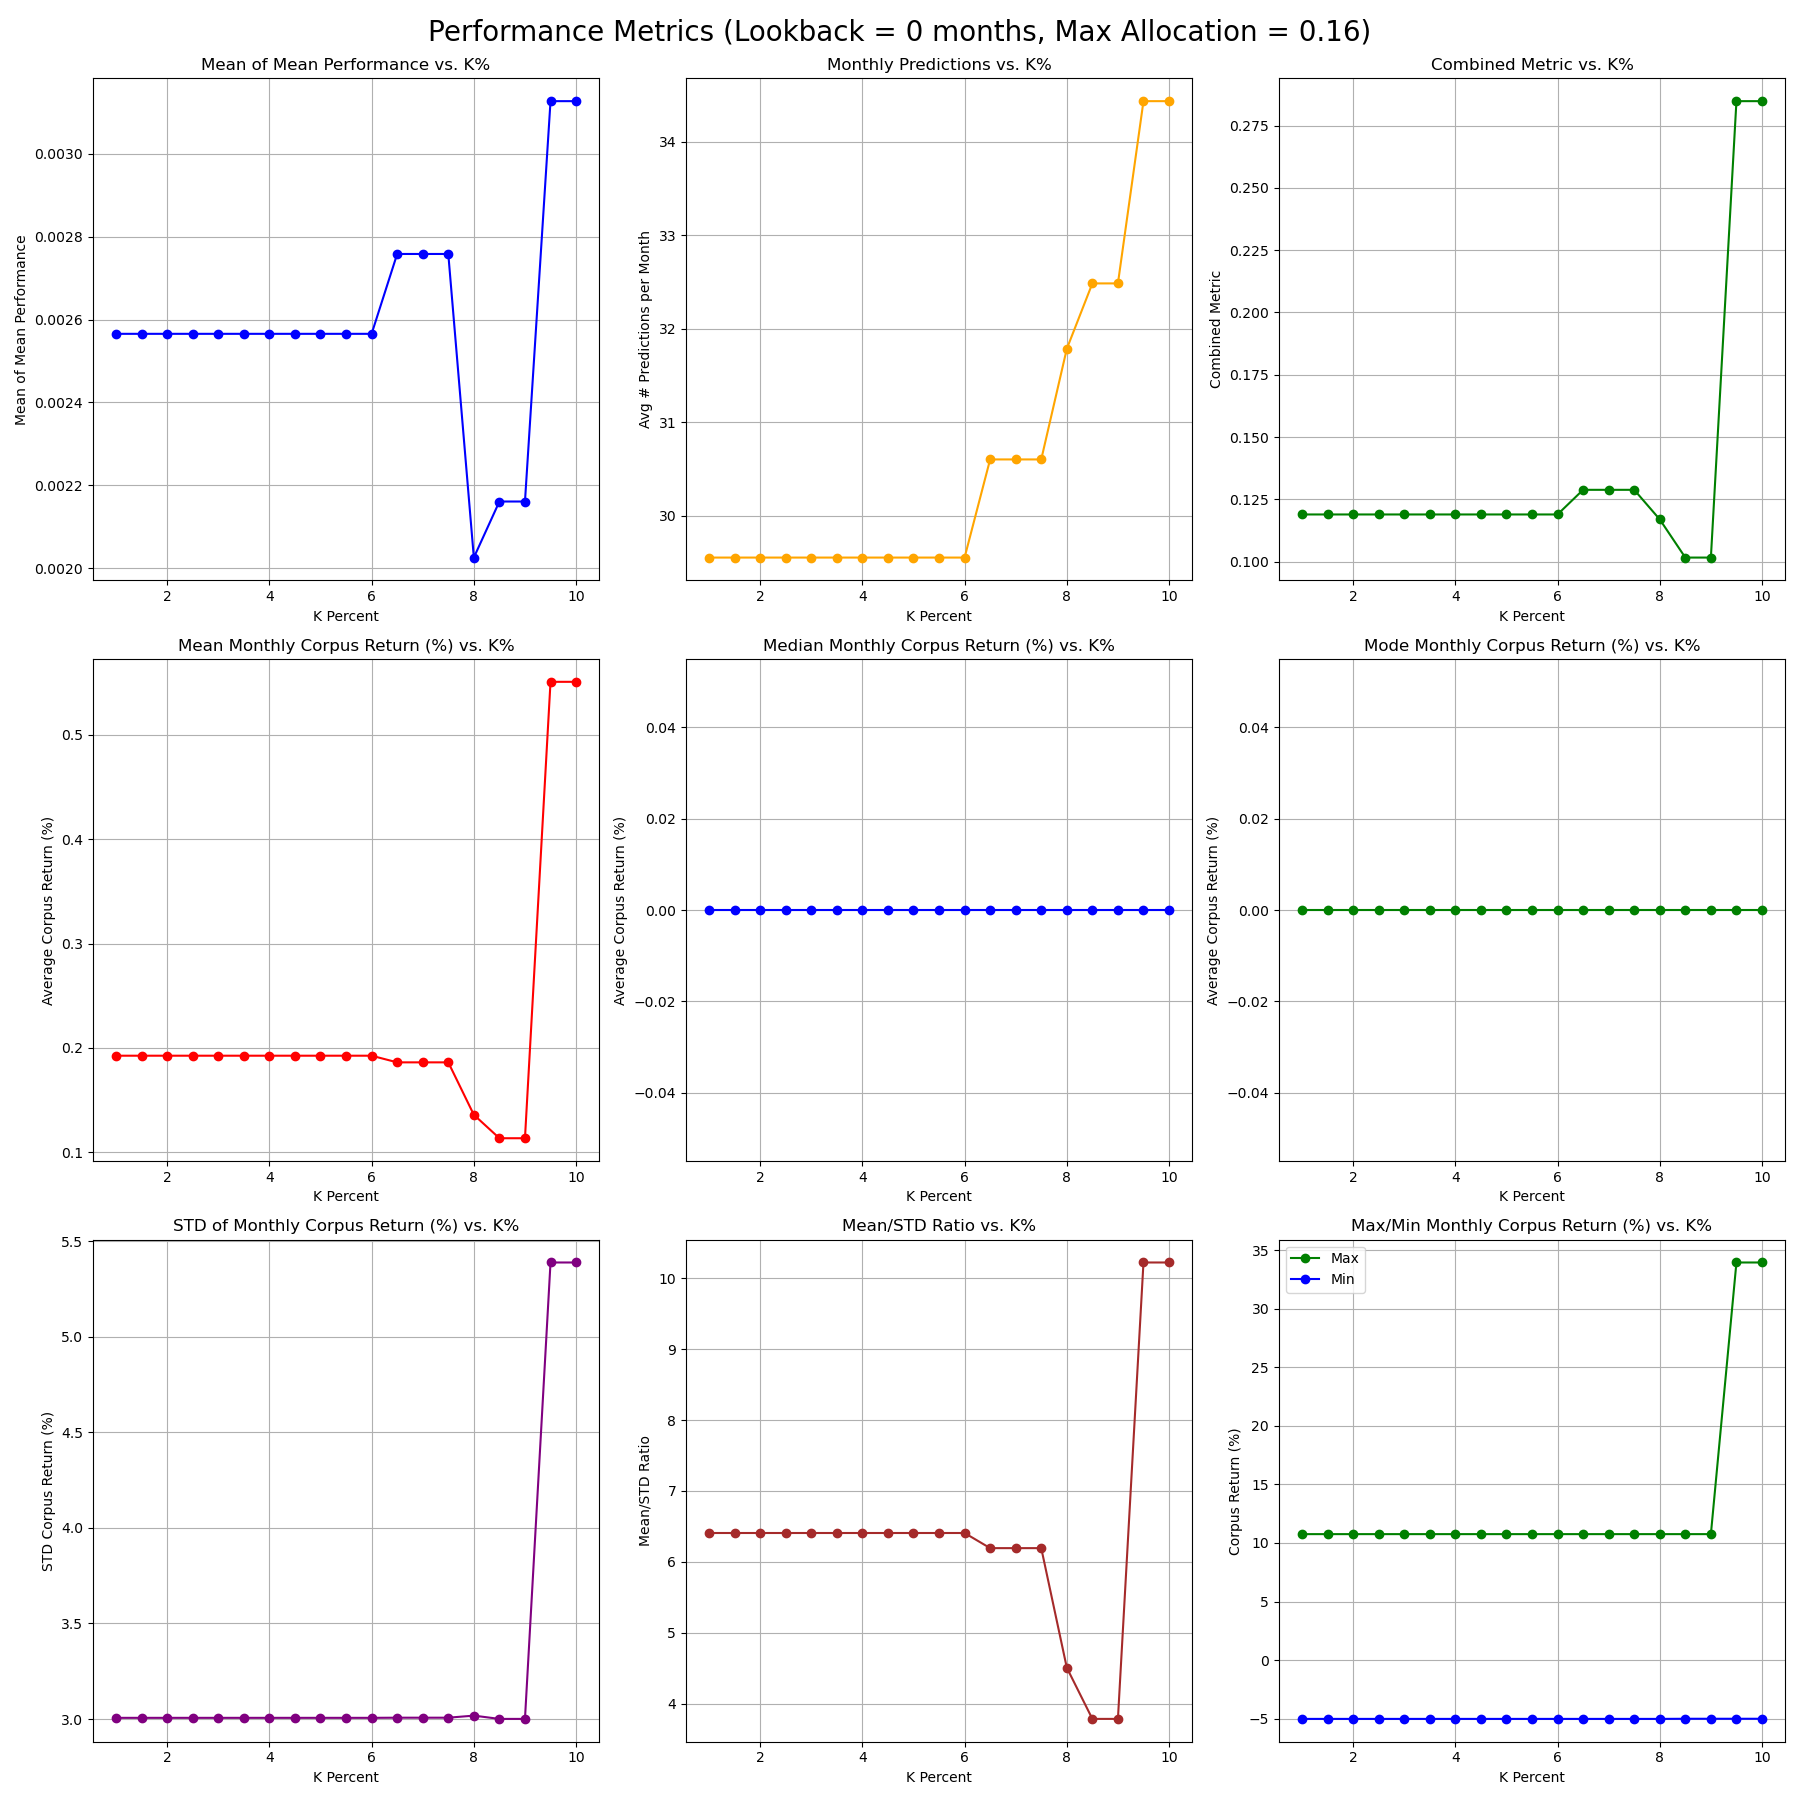 Performance Metrics (Lookback = 0 months, Max Allocation = 0.16)
Mean of Mean Performance vs. K%
Mean of Mean Performance
0.0030
0.0028
0.0026
0.0024
0.0022
0.0020
2 4 6 8 10
K Percent
Monthly Predictions vs. K%
Avg # Predictions per Month
34
33
32
31
30
2 4 6 8 10
K Percent
Combined Metric vs. K%
Combined Metric
0.275
0.250
0.225
0.200
0.175
0.150
0.125
0.100
2 4 6 8 10
K Percent
Mean Monthly Corpus Return (%) vs. K%
Average Corpus Return (%)
0.5
0.4
0.3
0.2
0.1
2 4 6 8 10
K Percent
Median Monthly Corpus Return (%) vs. K%
Average Corpus Return (%)
0.04
0.02
0.00
−0.02
−0.04
2 4 6 8 10
K Percent
Mode Monthly Corpus Return (%) vs. K%
Average Corpus Return (%)
0.04
0.02
0.00
−0.02
−0.04
2 4 6 8 10
K Percent
STD of Monthly Corpus Return (%) vs. K%
STD Corpus Return (%)
5.5
5.0
4.5
4.0
3.5
3.0
2 4 6 8 10
K Percent
Mean/STD Ratio vs. K%
Mean/STD Ratio
10
9
8
7
6
5
4
2 4 6 8 10
K Percent
Max/Min Monthly Corpus Return (%) vs. K%
Corpus Return (%)
Max
Min
35
30
25
20
15
10
5
0
−5
2 4 6 8 10
K Percent